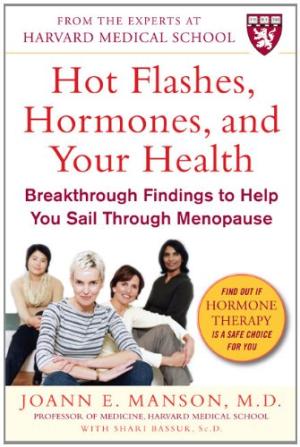 FROM THE EXPERTS AT
HARVARD MEDICAL SCHOOL
Hot Flashes,
Hormones, and
Your Health
Breakthrough Findings to Help
You Sail Through Menopause
FIND OUT IF
HORMONE
THERAPY
IS A SAFE CHOICE
FOR YOU
JOANN E. MANSON, M.D.
PROFESSOR OF MEDICINE, HARVARD MEDICAL SCHOOL
WITH SHARI BASSUK, Sc.D.